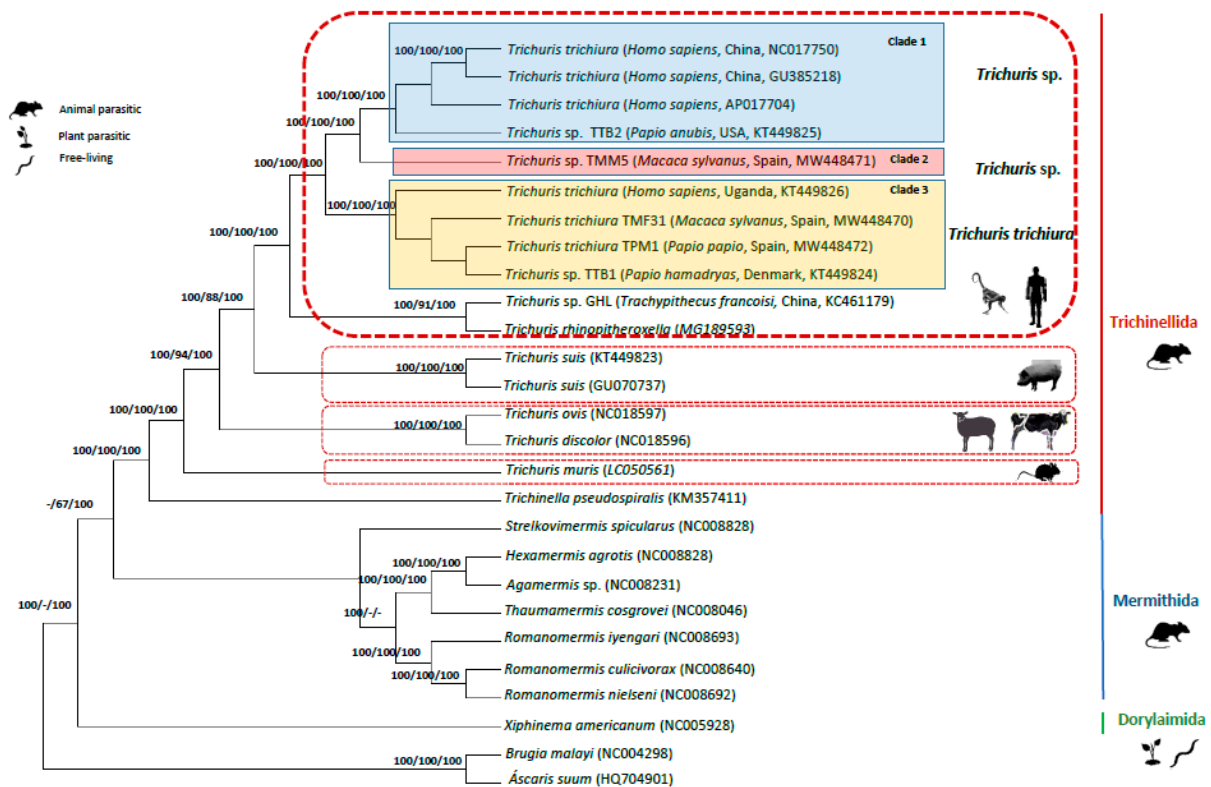 Clade 1
100/100/100
Trichuris trichiura (Homo sapiens, China, NC017750)
Trichuris sp.
Trichuris trichiura (Homo sapiens, China, GU385218)
100/100/100
Trichuris trichiura (Homo sapiens, AP017704)
Animal parasitic
100/100/100
Trichuris sp. TTB2 (Papio anubis, USA, KT449825)
Plant parasitic
Free-living
100/100/100
Trichuris sp. TMM5 (Macaca sylvanus, Spain, MW448471)
Clade 2
Trichuris sp.
Trichuris trichiura (Homo sapiens, Uganda, KT449826)
Clade 3
100/100/100
Trichuris trichiura TMF31 (Macaca sylvanus, Spain, MW448470)
100/100/100
Trichuris trichiura
Trichuris trichiura TPM1 (Papio papio, Spain, MW448472)
Trichuris sp. TTB1 (Papio hamadryas, Denmark, KT449824)
100/88/100
100/91/100
Trichuris sp. GHL (Trachypithecus francoisi, China, KC461179)
Trichuris rhinopitheroxella (MG189593)
Trichinellida
100/94/100
Trichuris suis (KT449823)
100/100/100
Trichuris suis (GU070737)
100/100/100
Trichuris ovis (NC018597)
100/100/100
Trichuris discolor (NC018596)
100/100/100
Trichuris muris (LC050561)
Trichinella pseudospiralis (KM357411)
-/67/100
Strelkovimermis spicularus (NC008828)
100/100/100
Hexamermis agrotis (NC008828)
100/100/100
Agamermis sp. (NC008231)
100/-/100
100/-/-
Thaumamermis cosgrovei (NC008046)
Mermithida
Romanomermis iyengari (NC008693)
100/100/100
Romanomermis culicivorax (NC008640)
100/100/100
Romanomermis nielseni (NC008692)
Xiphinema americanum (NC005928)
Dorylaimida
Brugia malayi (NC004298)
100/100/100
Áscaris suum (HQ704901)